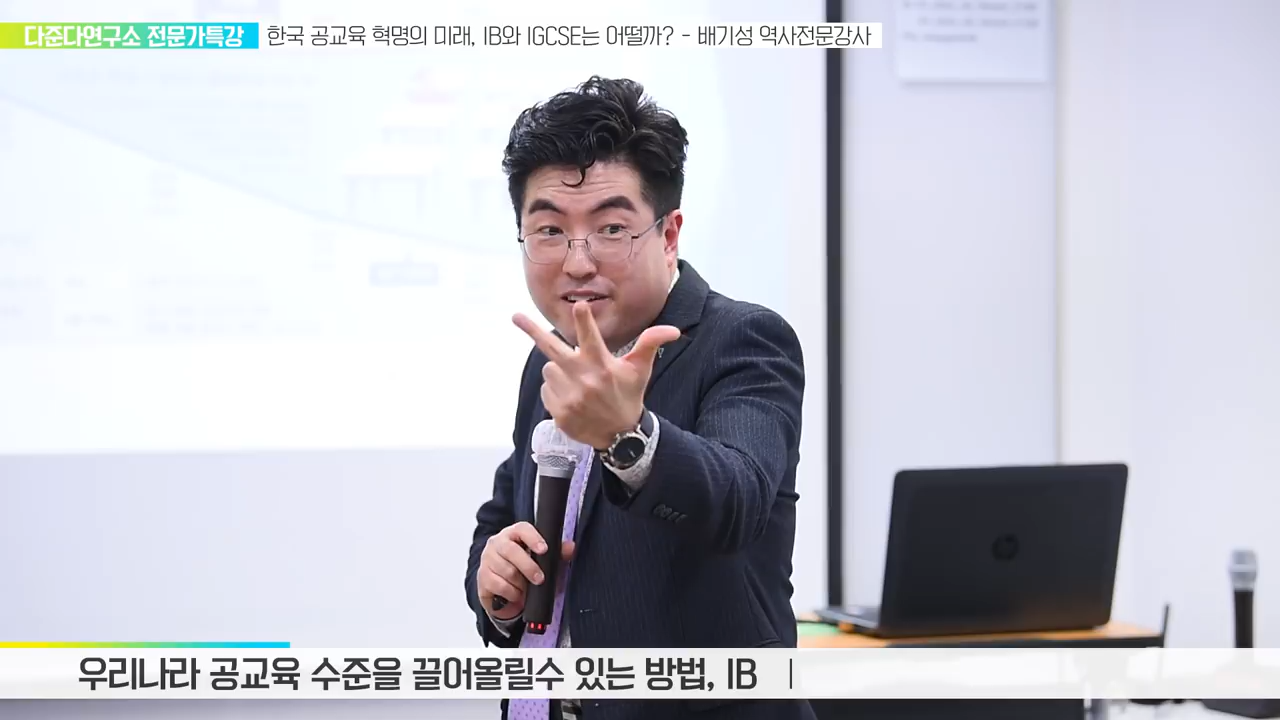 다준다연구소 전문가특강 한국 공교육 혁명의 미래, IB와 IGCSE는 어떨까? - 배기성 역사전문강사
우리나라 공교육 수준을 끌어올릴수 있는 방법, IB